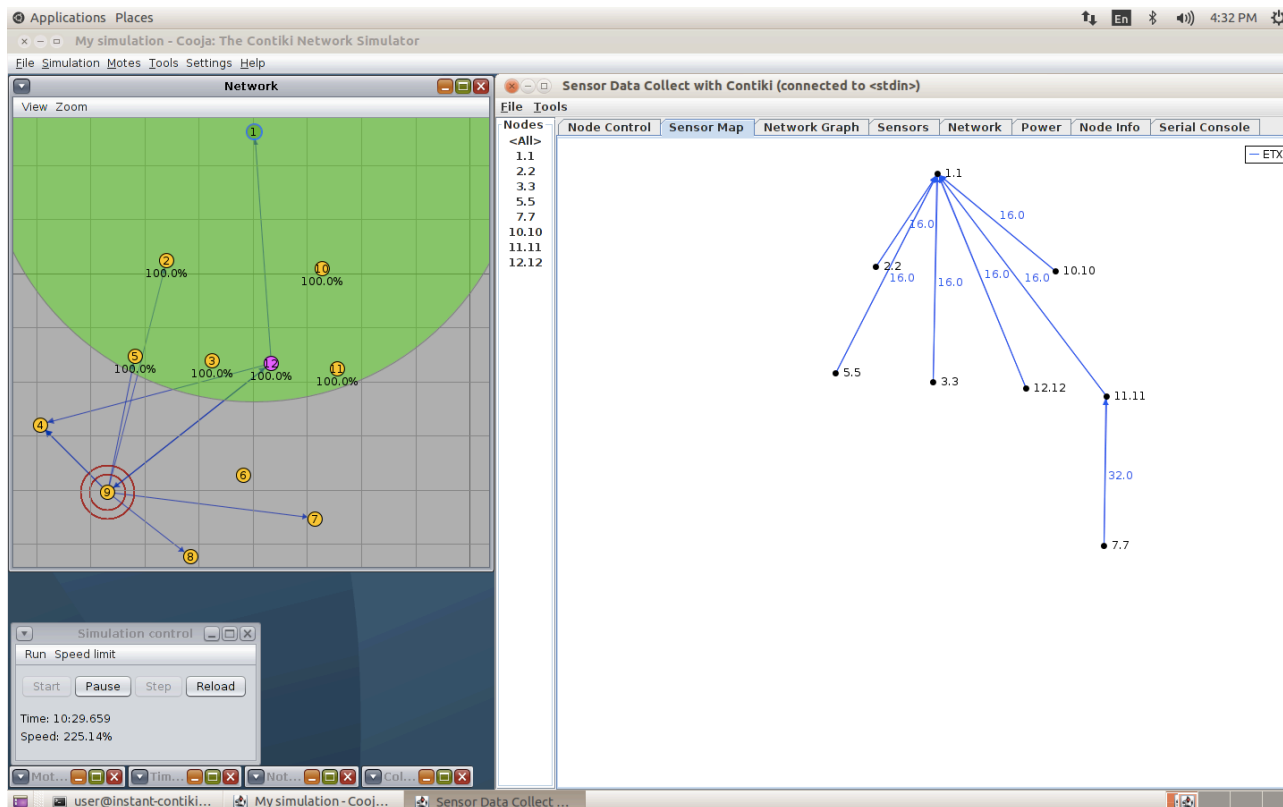 Applications Places
En
4:32 PM
My simulation - Cooja: The Contiki Network Simulator
File Simulation Motes Tools Settings Help
Network
View Zoom
1
2
100.0%
10
100.0%
5
100.0%
3
100.0%
12
100.0%
11
100.0%
4
6
9
7
8
Simulation control
Run Speed limit
Start Pause Step Reload
Time: 10:29.659
Speed: 225.14%
Mot... Tim... Not... Col...
Sensor Data Collect with Contiki (connected to <stdin>)
File Tools
Nodes
<All>
1.1
2.2
3.3
5.5
7.7
10.10
11.11
12.12
Node Control Sensor Map Network Graph Sensors Network Power Node Info Serial Console
ETX
1.1
16.0
16.0
2.2
10.10
16.0
16.0
16.0
16.0
5.5
3.3
12.12
11.11
32.0
7.7
user@instant-contiki... My simulation - Cooj... Sensor Data Collect ...